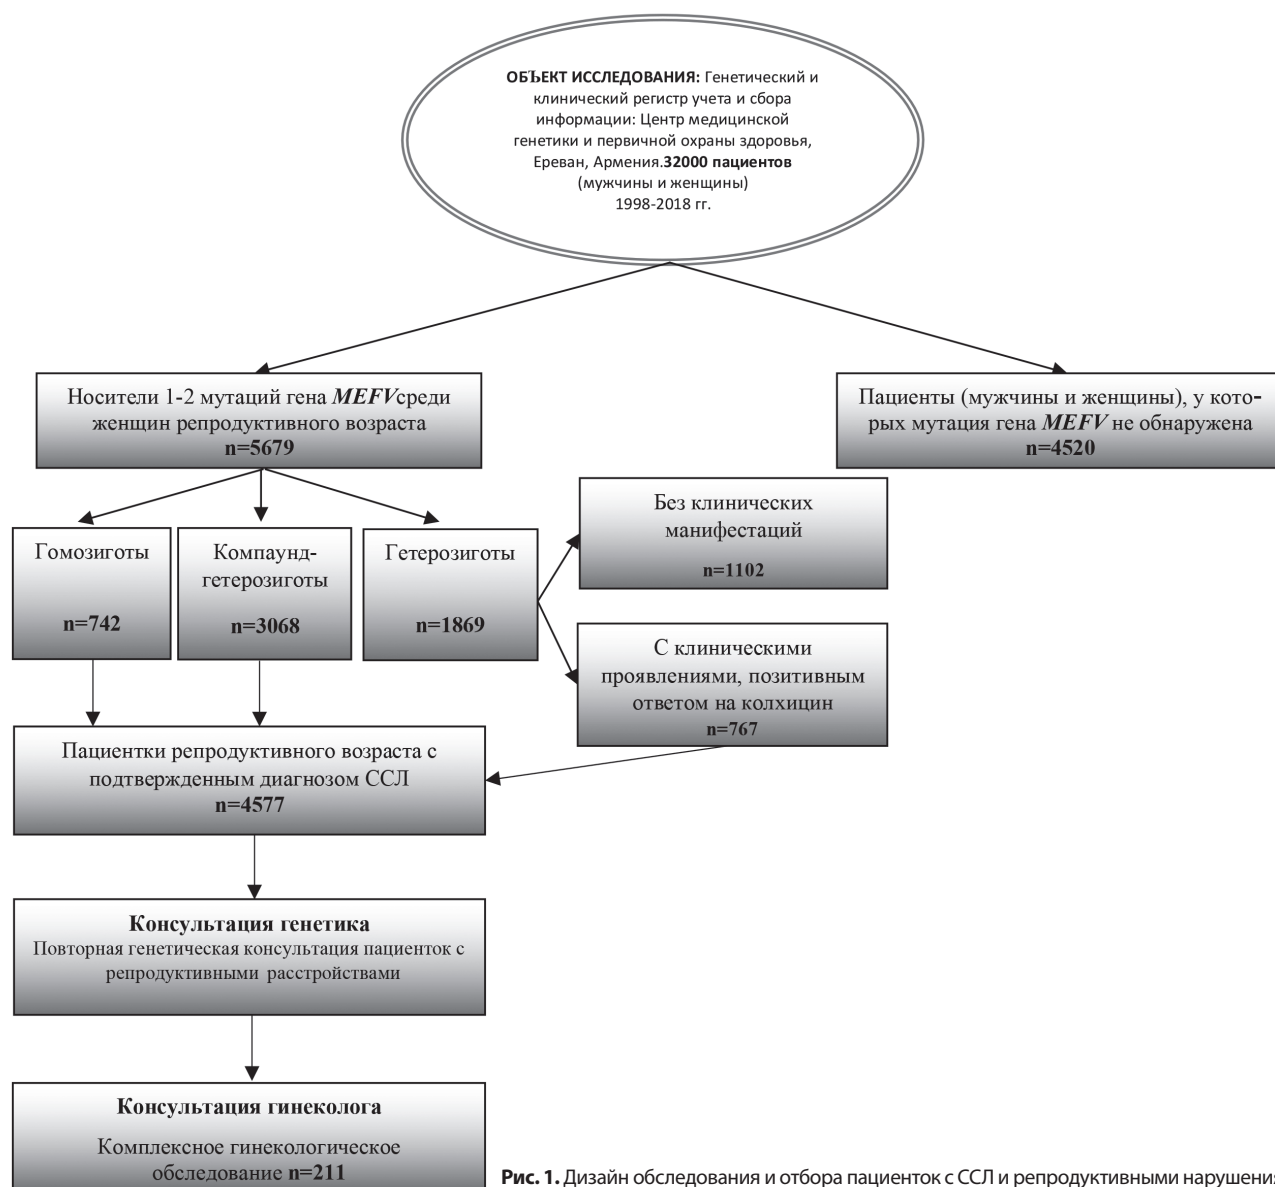 ОБЪЕКТ ИССЛЕДОВАНИЯ: Генетический и
клинический регистр учета и сбора
информации: Центр медицинской
генетики и первичной охраны здоровья,
Ереван, Армения.32000 пациентов
(мужчины и женщины)
1998-2018 гг.
Носители 1-2 мутаций гена MEFVсреди
женщин репродуктивного возраста
n=5679
Пациенты (мужчины и женщины), у кото-
рых мутация гена MEFV не обнаружена
n=4520
Гомозиготы
n=742
Компаунд-
гетерозиготы
n=3068
Гетерозиготы
n=1869
Без клинических
манифестаций
n=1102
С клиническими
проявлениями, позитивным
ответом на колхицин
n=767
Пациентки репродуктивного возраста с
подтвержденным диагнозом ССЛ
n=4577
Консультация генетика
Повторная генетическая консультация пациенток с
репродуктивными расстройствами
Консультация гинеколога
Комплексное гинекологическое
обследование n=211
Рис. 1. Дизайн обследования и отбора пациенток с ССЛ и репродуктивными